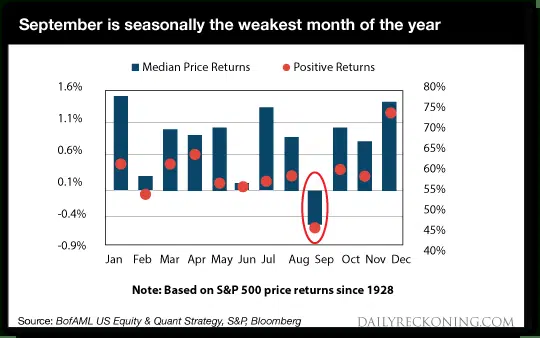 September is seasonally the weakest month of the year
Median Price Returns Positive Returns
1.6% 80%
1.1% 75%
0.6% 70%
0.1% 65%
-0.4% 60%
-0.9% 55%
50%
45%
40%
Jan Feb Mar Apr May Jun Jul Aug Sep Oct Nov Dec
Note: Based on S&P 500 price returns since 1928
Source: BofAML US Equity & Quant Strategy, S&P, Bloomberg DAILYRECKONING.COM